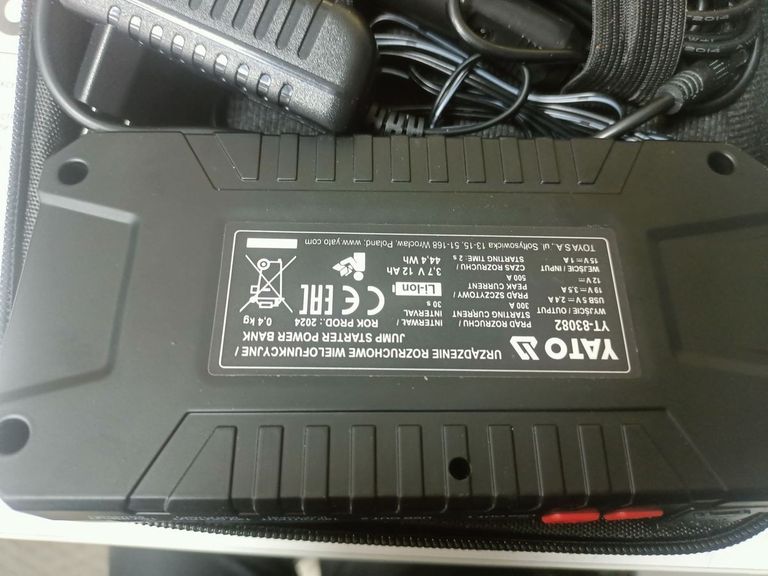 YATO
URZĄDZENIE ROZRUCHOWE WIELOFUNKCYJNE /
JUMP STARTER POWER BANK
YT-83082
WYJŚCIE / OUTPUT
USB 5 V ⎓ 2.4 A
19 V ⎓ 3.5 A
12 V ⎓
WEJŚCIE / INPUT
15 V ⎓ 1 A
PRĄD ROZRUCHU /
STARTING CURRENT
300 A
PRĄD SZCZYTOWY /
PEAK CURRENT
500 A
CZAS ROZRUCHU /
STARTING TIME: 2 s
INTERWAŁ /
INTERVAL
30 s
Li-Ion
3.7 V 12 Ah
44.4 Wh
ROK PROD.: 2024
0,4 kg
CE EAC
TOYA S.A., ul. Sołtysowicka 13-15, 51-168 Wrocław, Poland, www.yato.com